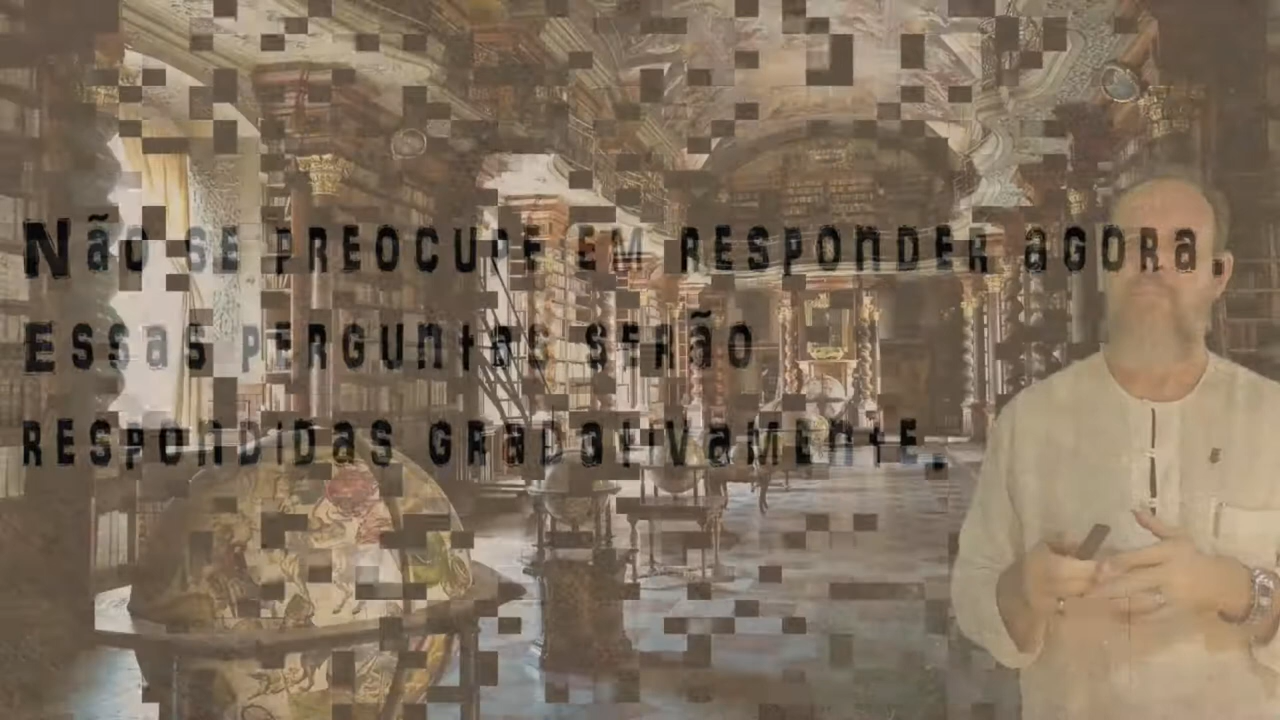 Não se preocupe em responder agora.
Essas perguntas serão
respondidas gradativamente.